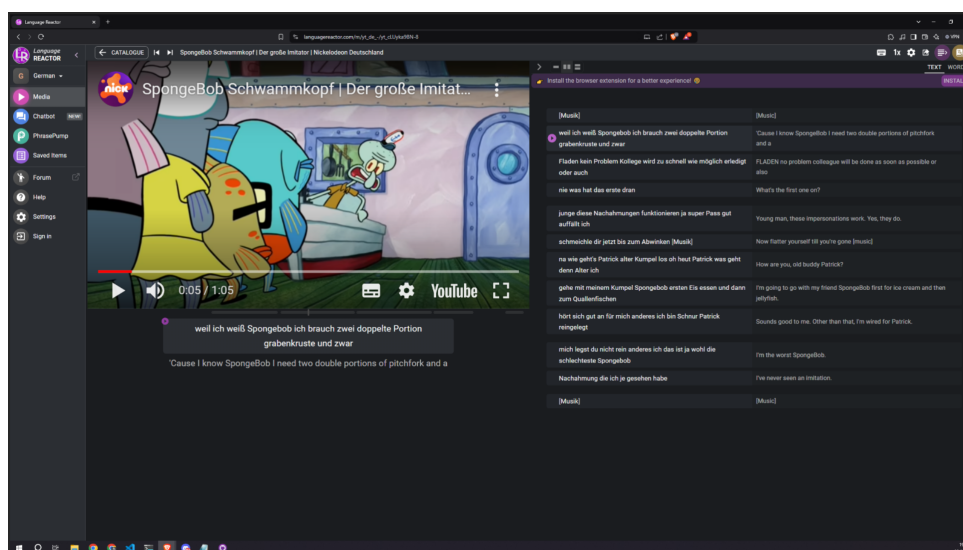 Language Reactor
languagereactor.com/m/yt_de_-/yt_cUJyka98N-8
VPN
Language
REACTOR
CATALOGUE
SpongeBob Schwammkopf | Der große Imitator | Nickelodeon Deutschland
1x
G German
TEXT WORD
Install the browser extension for a better experience!
INSTAL
Media
Chatbot NEW
PhrasePump
Saved Items
Forum
Help
Settings
Sign in
nick
SpongeBob Schwammkopf | Der große Imitat...
0:05 / 1:05
YouTube
weil ich weiß Spongebob ich brauch zwei doppelte Portion
grabenkruste und zwar
'Cause I know SpongeBob I need two double portions of pitchfork and a
[Musik]
[Music]
weil ich weiß Spongebob ich brauch zwei doppelte Portion
grabenkruste und zwar
'Cause I know SpongeBob I need two double portions of pitchfork
and a
Fladen kein Problem Kollege wird zu schnell wie möglich erledigt
oder auch
FLADEN no problem colleague will be done as soon as possible or
also
nie was hat das erste dran
What's the first one on?
junge diese Nachahmungen funktionieren ja super Pass gut
auffällt ich
Young man, these impersonations work. Yes, they do.
schmeichle dir jetzt bis zum Abwinken [Musik]
Now flatter yourself till you're gone [music]
na wie geht's Patrick alter Kumpel los oh heut Patrick was geht
denn Alter ich
How are you, old buddy Patrick?
gehe mit meinem Kumpel Spongebob ersten Eis essen und dann
zum Quallenfischen
I'm going to go with my friend SpongeBob first for ice cream and then
jellyfish.
hört sich gut an für mich anderes ich bin Schnur Patrick
reingelegt
Sounds good to me. Other than that, I'm wired for Patrick.
mich legst du nicht rein anderes ich das ist ja wohl die
schlechteste Spongebob
I'm the worst SpongeBob.
Nachahmung die ich je gesehen habe
I've never seen an imitation.
[Musik]
[Music]